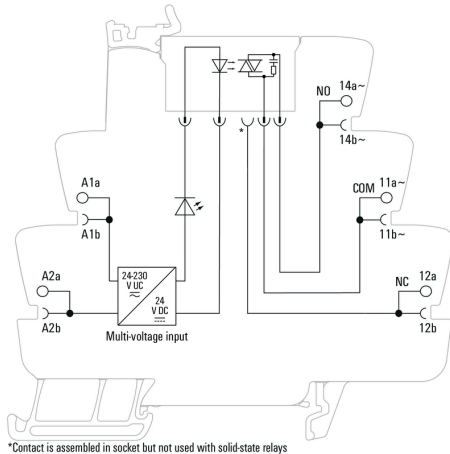 NO
14a~
14b~
*
A1a
A1b
COM
11a~
11b~
A2a
A2b
24-230
V UC
24
V DC
Multi-voltage input
NC
12a
12b
*Contact is assembled in socket but not used with solid-state relays